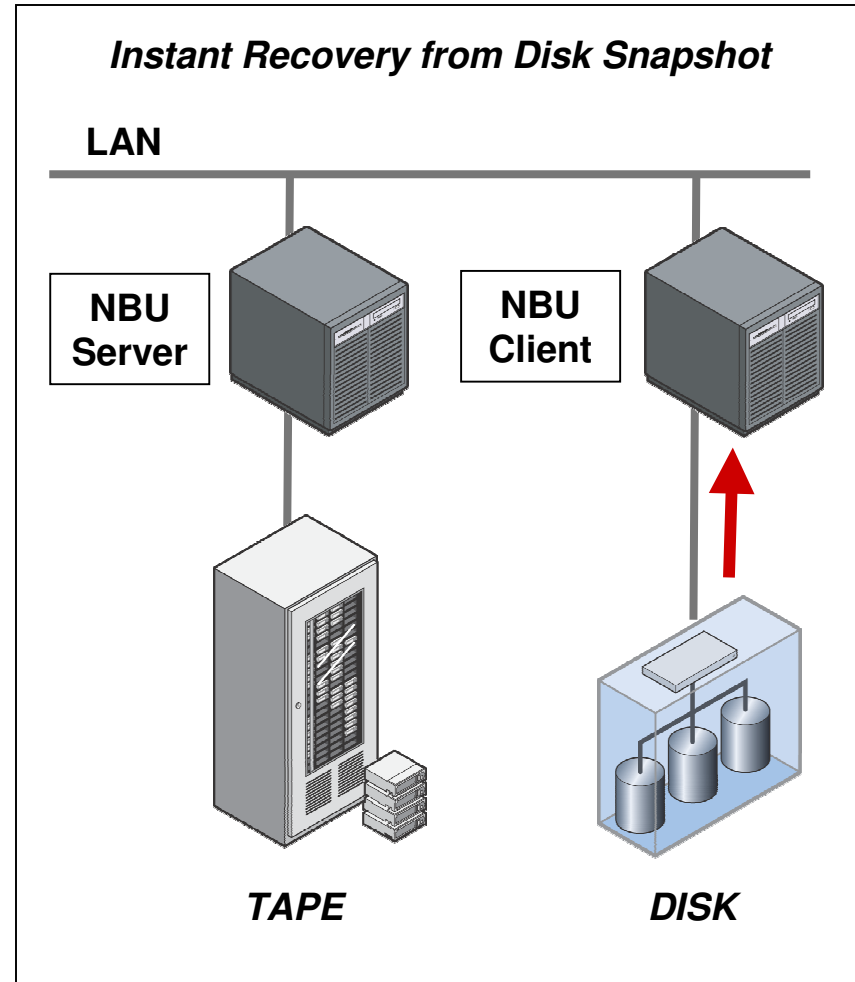 Instant Recovery from Disk Snapshot
LAN
NBU
Server
NBU
Client
TAPE
DISK